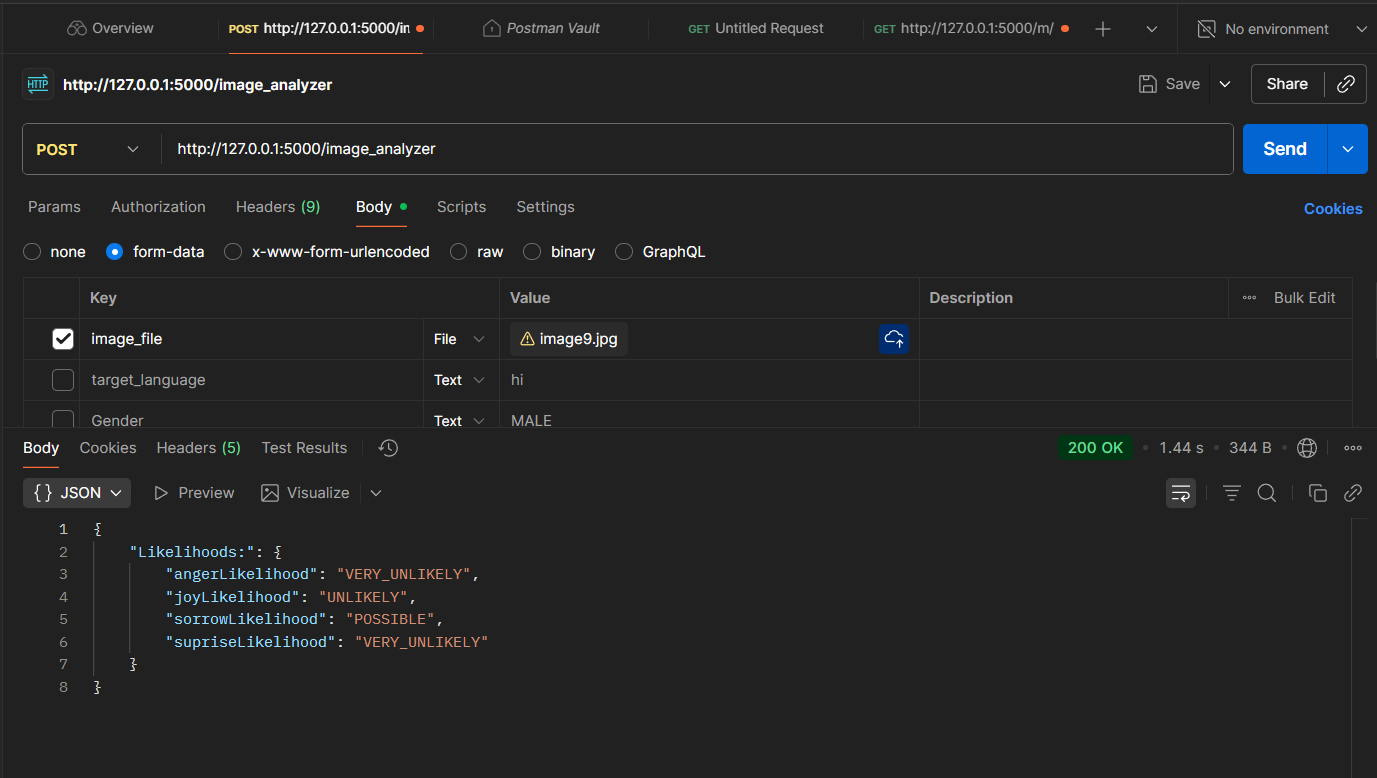 Overview
POST http://127.0.0.1:5000/in
Postman Vault
GET Untitled Request
GET http://127.0.0.1:5000/m/
No environment
HTTP http://127.0.0.1:5000/image_analyzer
Save
Share
POST http://127.0.0.1:5000/image_analyzer
Send
Params Authorization Headers (9) Body Scripts Settings
Cookies
none form-data x-www-form-urlencoded raw binary GraphQL
Key Value Description Bulk Edit
image_file File image9.jpg
target_language Text hi
Gender Text MALE
Body Cookies Headers (5) Test Results
200 OK • 1.44 s • 344 B
{} JSON Preview Visualize
1 {
2 "Likelihoods:": {
3 "angerLikelihood": "VERY_UNLIKELY",
4 "joyLikelihood": "UNLIKELY",
5 "sorrowLikelihood": "POSSIBLE",
6 "supriseLikelihood": "VERY_UNLIKELY"
7 }
8 }